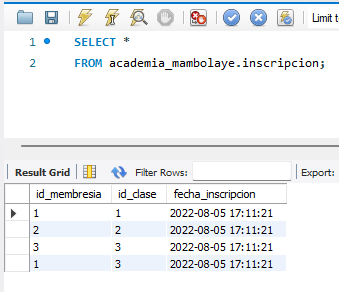 Limit to
1 SELECT *
2 FROM academia_mambolaye.inscripcion;
Result Grid Filter Rows: Export:
id_membresia id_clase fecha_inscripcion
1 1 2022-08-05 17:11:21
2 2 2022-08-05 17:11:21
3 3 2022-08-05 17:11:21
1 3 2022-08-05 17:11:21